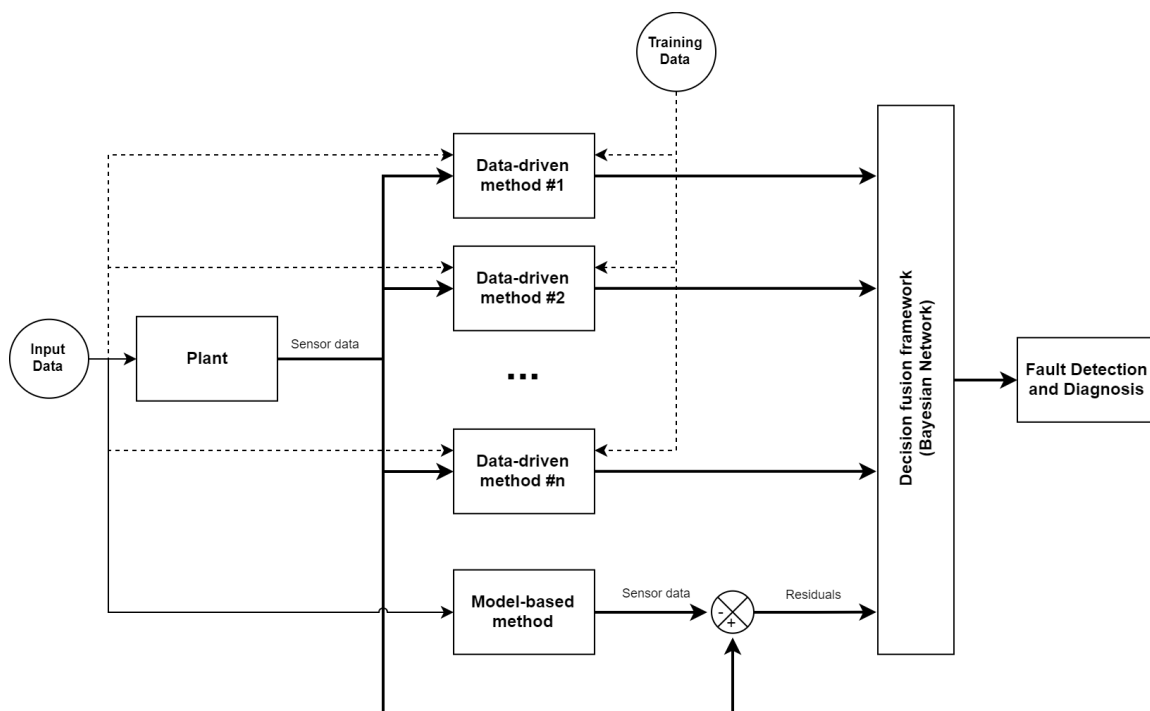 Training
Data
Data-driven
method #1
Data-driven
method #2
Input
Data
Plant
Sensor data
...
Data-driven
method #n
Model-based
method
Sensor data
-
+
Residuals
Decision fusion framework
(Bayesian Network)
Fault Detection
and Diagnosis